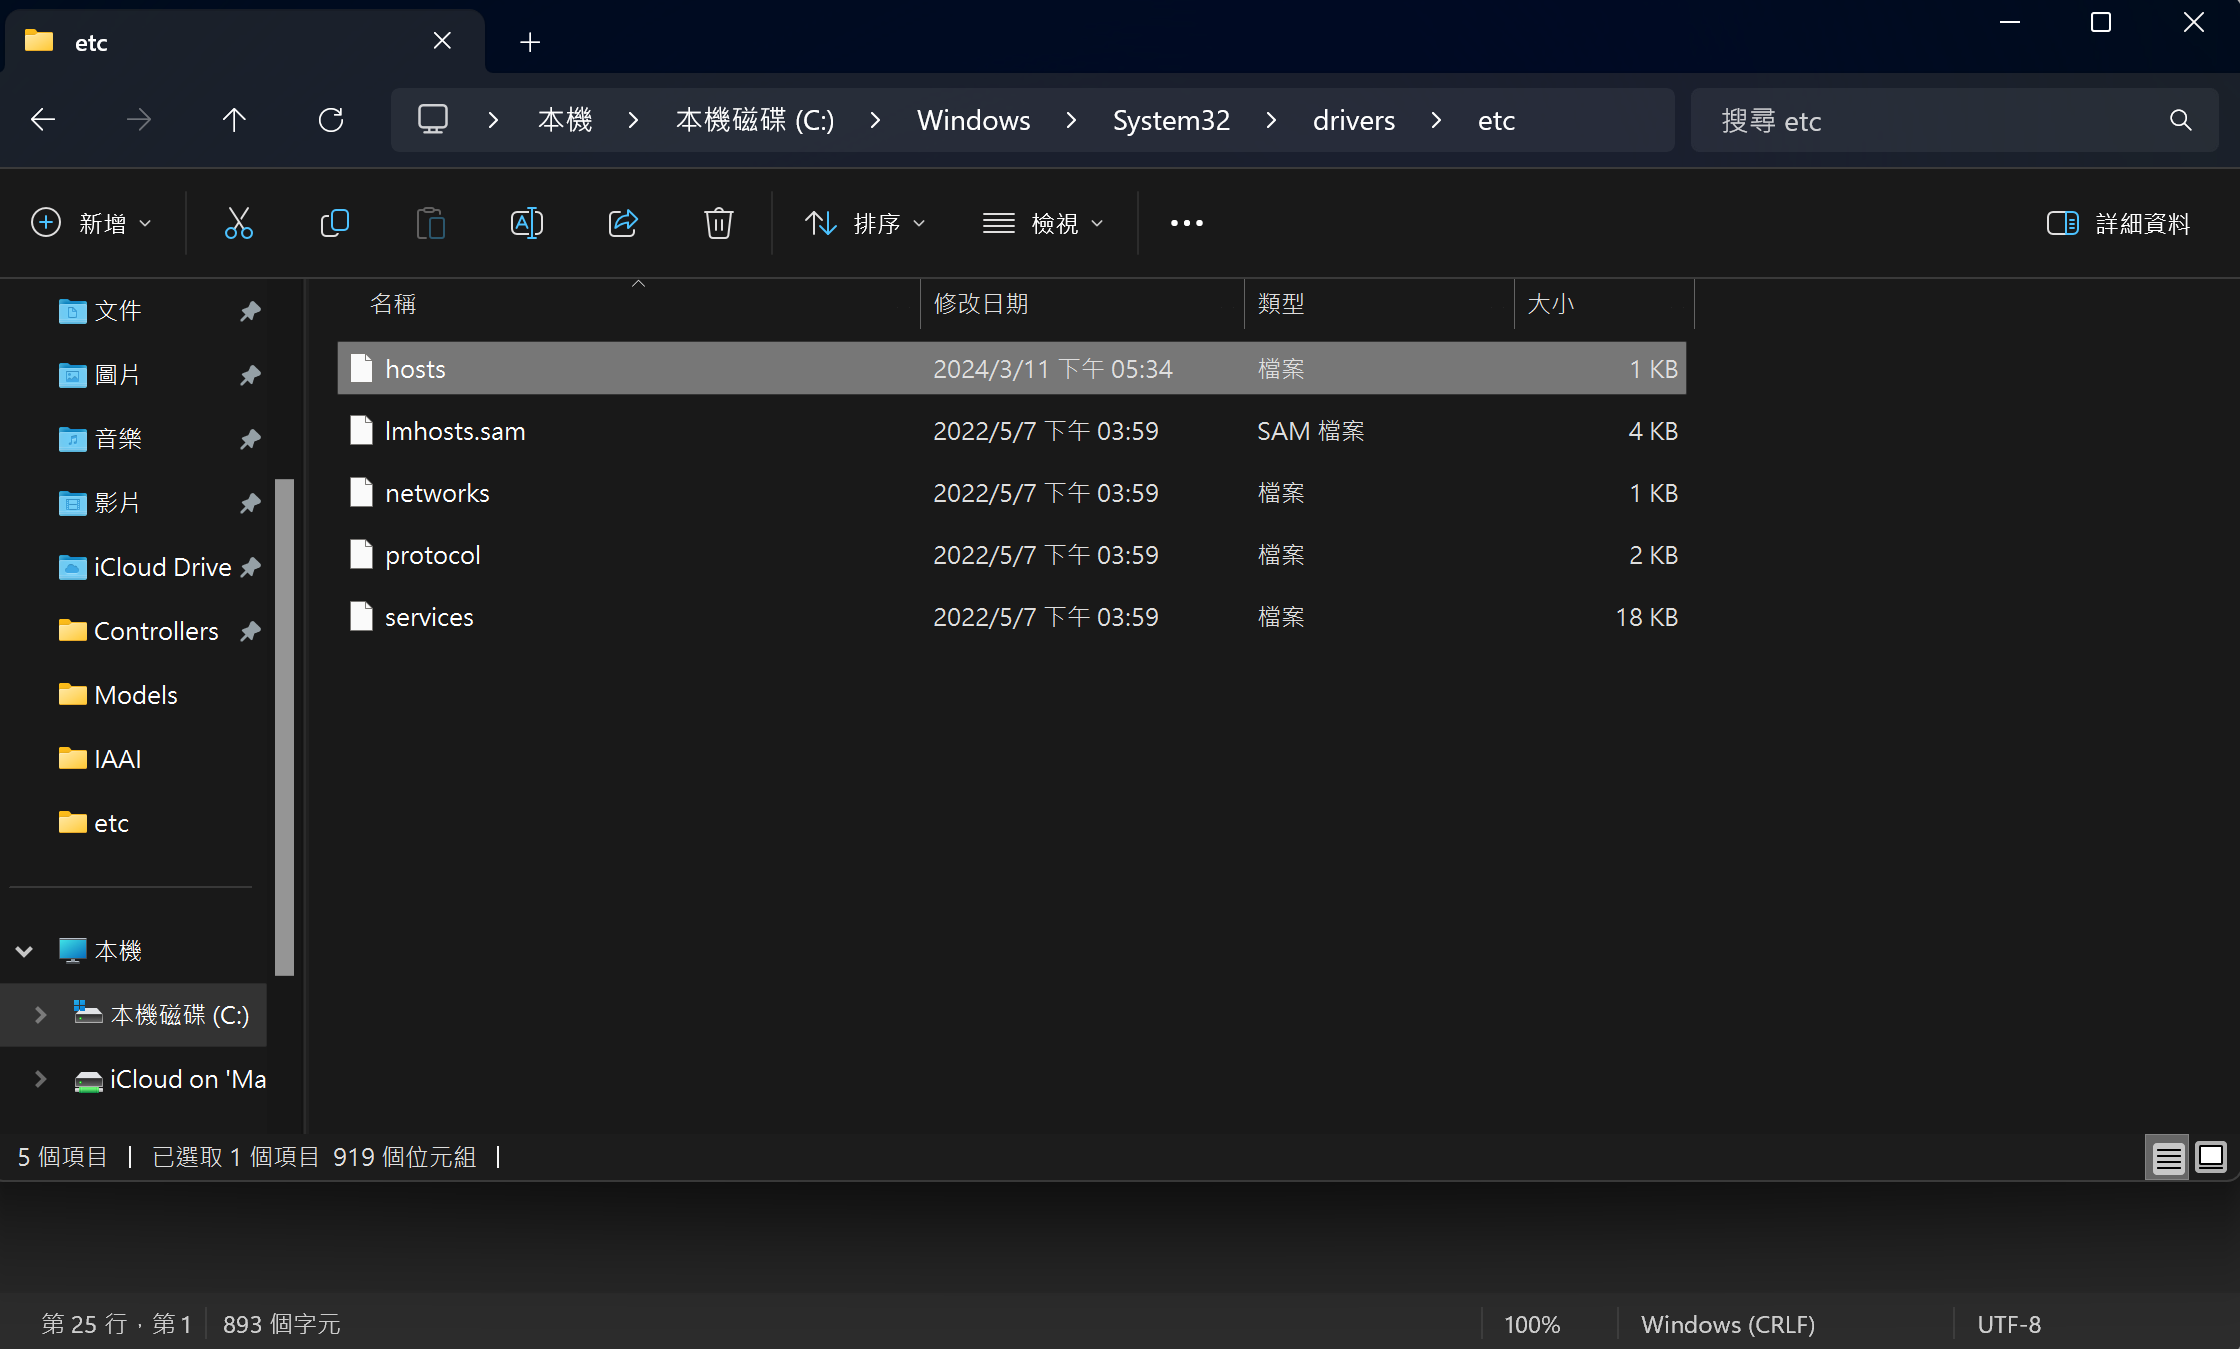 etc
本機 本機磁碟 (C:) Windows System32 drivers etc
搜尋 etc
新增
排序
檢視
詳細資料
文件
圖片
音樂
影片
iCloud Drive
Controllers
Models
IAAI
etc
本機
本機磁碟 (C:)
iCloud on 'Ma
名稱 修改日期 類型 大小
hosts 2024/3/11 下午 05:34 檔案 1 KB
lmhosts.sam 2022/5/7 下午 03:59 SAM 檔案 4 KB
networks 2022/5/7 下午 03:59 檔案 1 KB
protocol 2022/5/7 下午 03:59 檔案 2 KB
services 2022/5/7 下午 03:59 檔案 18 KB
5 個項目 | 已選取 1 個項目 919 個位元組 |
第 25 行，第 1 893 個字元 100% Windows (CRLF) UTF-8